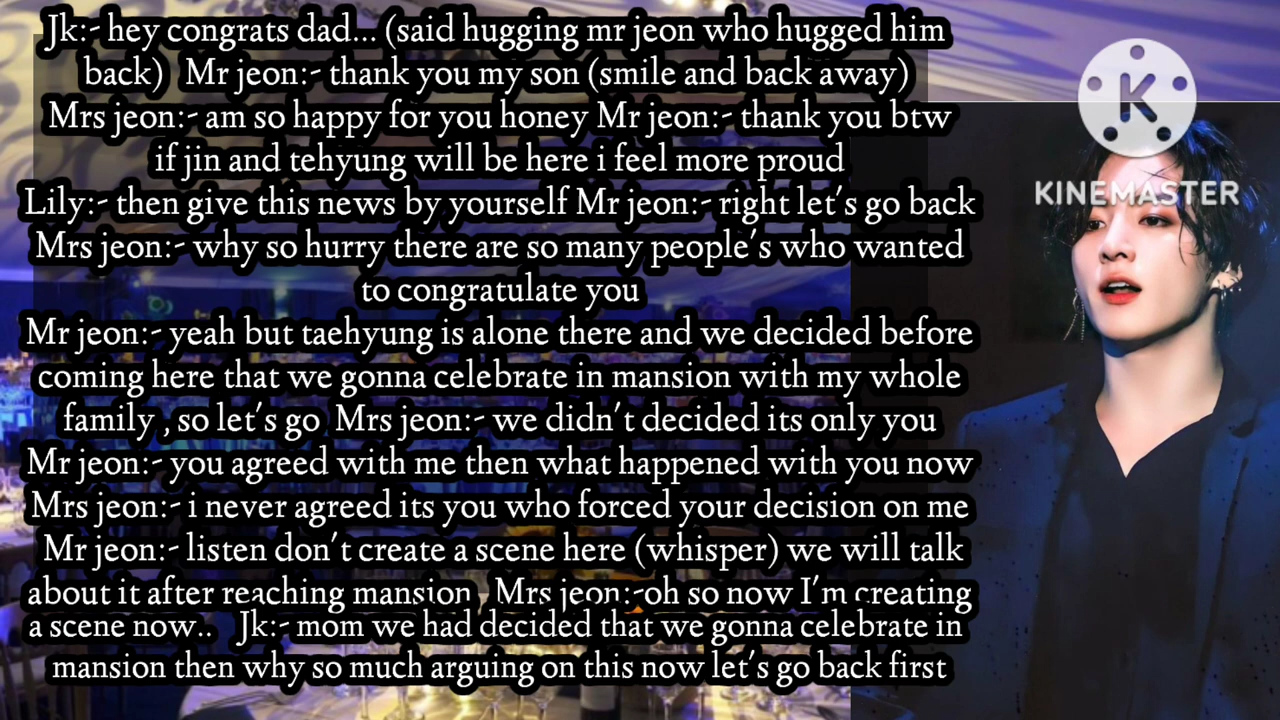 Jk:- hey congrats dad... (said hugging mr jeon who hugged him
back) Mr jeon:- thank you my son (smile and back away)
Mrs jeon:- am so happy for you honey Mr jeon:- thank you btw
if jin and tehyung will be here i feel more proud
Lily:- then give this news by yourself Mr jeon:- right let's go back
Mrs jeon:- why so hurry there are so many people's who wanted
to congratulate you
Mr jeon:- yeah but taehyung is alone there and we decided before
coming here that we gonna celebrate in mansion with my whole
family , so let's go Mrs jeon:- we didn't decided its only you
Mr jeon:- you agreed with me then what happened with you now
Mrs jeon:- i never agreed its you who forced your decision on me
Mr jeon:- listen don't create a scene here (whisper) we will talk
about it after reaching mansion Mrs jeon:-oh so now I'm creating
a scene now.. Jk:- mom we had decided that we gonna celebrate in
mansion then why so much arguing on this now let's go back first
K
KINEMASTER